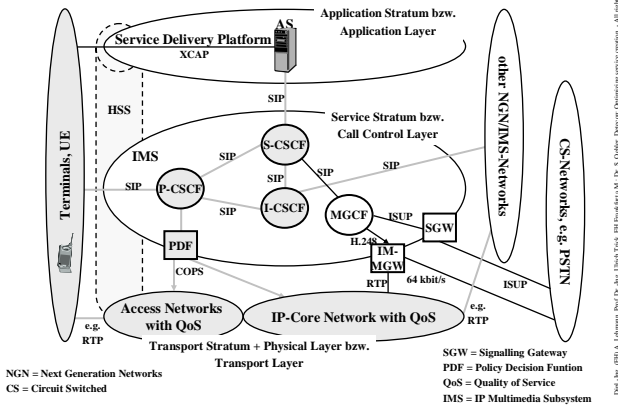 Application Stratum bzw.
Application Layer
AS
Service Delivery Platform
XCAP
HSS
SIP
Service Stratum bzw.
Call Control Layer
IMS
S-CSCF
SIP
SIP
SIP
P-CSCF
SIP
SIP
I-CSCF
MGCF
ISUP
SGW
PDF
H.248
IM-
MGW
COPS
RTP
64 kbit/s
ISUP
Terminals, UE
other NGN/IMS-Networks
CS-Networks, e.g. PSTN
Access Networks
with QoS
IP-Core Network with QoS
e.g.
RTP
e.g.
RTP
Transport Stratum + Physical Layer bzw.
Transport Layer
NGN = Next Generation Networks
CS = Circuit Switched
SGW = Signalling Gateway
PDF = Policy Decision Funtion
QoS = Quality of Service
IMS = IP Multimedia Subsystem